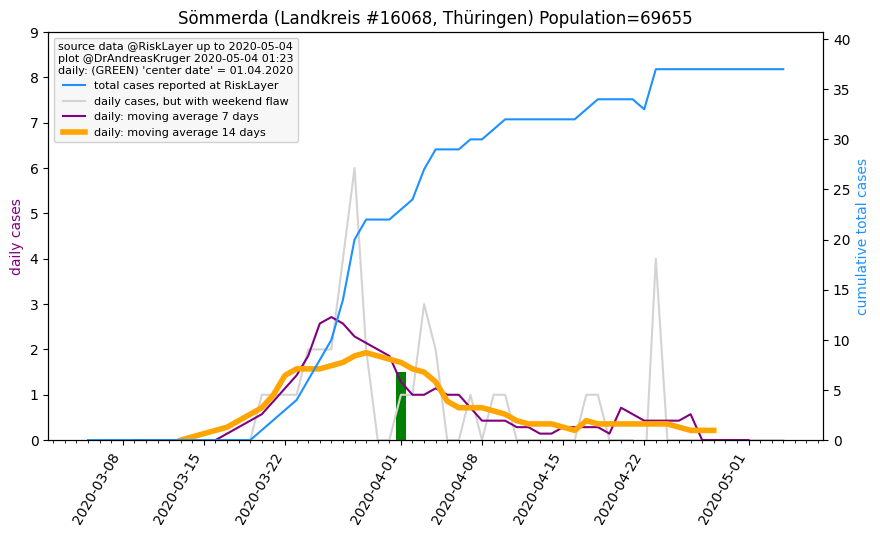 Sömmerda (Landkreis #16068, Thüringen) Population=69655
source data @RiskLayer up to 2020-05-04
plot @DrAndreasKruger 2020-05-04 01:23
daily: (GREEN) 'center date' = 01.04.2020
total cases reported at RiskLayer
daily cases, but with weekend flaw
daily: moving average 7 days
daily: moving average 14 days
daily cases
9
8
7
6
5
4
3
2
1
0
cumulative total cases
40
35
30
25
20
15
10
5
0
2020-03-08
2020-03-15
2020-03-22
2020-04-01
2020-04-08
2020-04-15
2020-04-22
2020-05-01